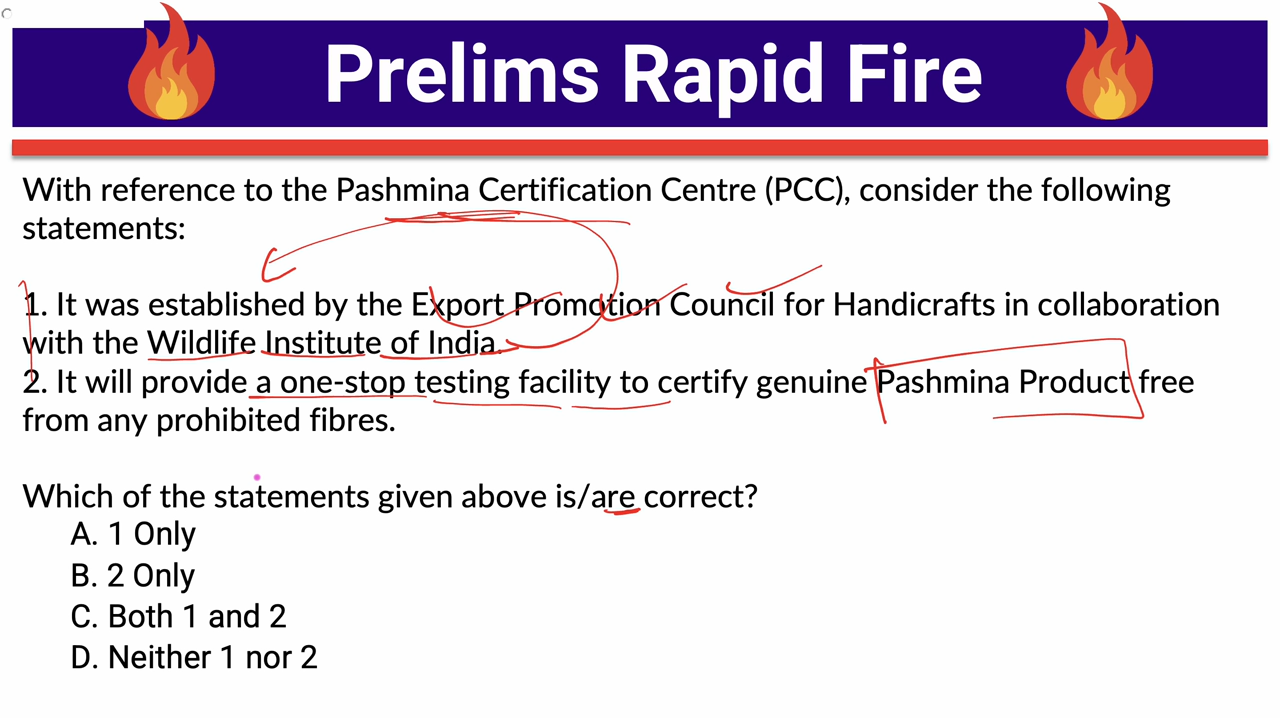 Prelims Rapid Fire
With reference to the Pashmina Certification Centre (PCC), consider the following
statements:
1. It was established by the Export Promotion Council for Handicrafts in collaboration
with the Wildlife Institute of India.
2. It will provide a one-stop testing facility to certify genuine Pashmina Product free
from any prohibited fibres.
Which of the statements given above is/are correct?
A. 1 Only
B. 2 Only
C. Both 1 and 2
D. Neither 1 nor 2